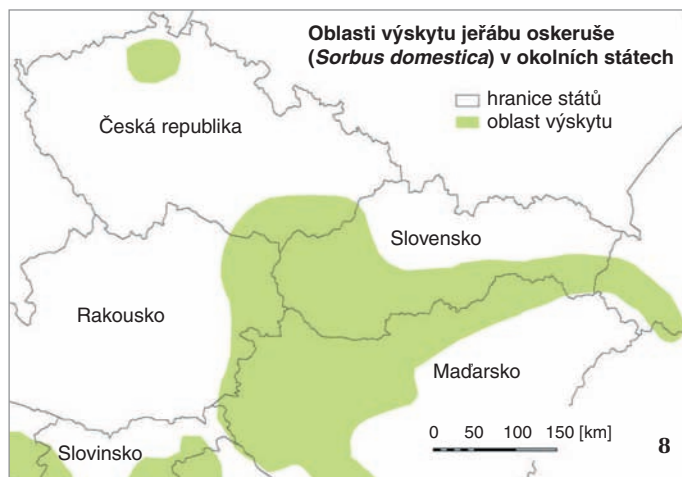 Oblasti výskytu jeřábu oskeruše
(Sorbus domestica) v okolních státech
hranice států
oblast výskytu
Česká republika
Slovensko
Rakousko
Maďarsko
Slovinsko
0 50 100 150 [km]
8